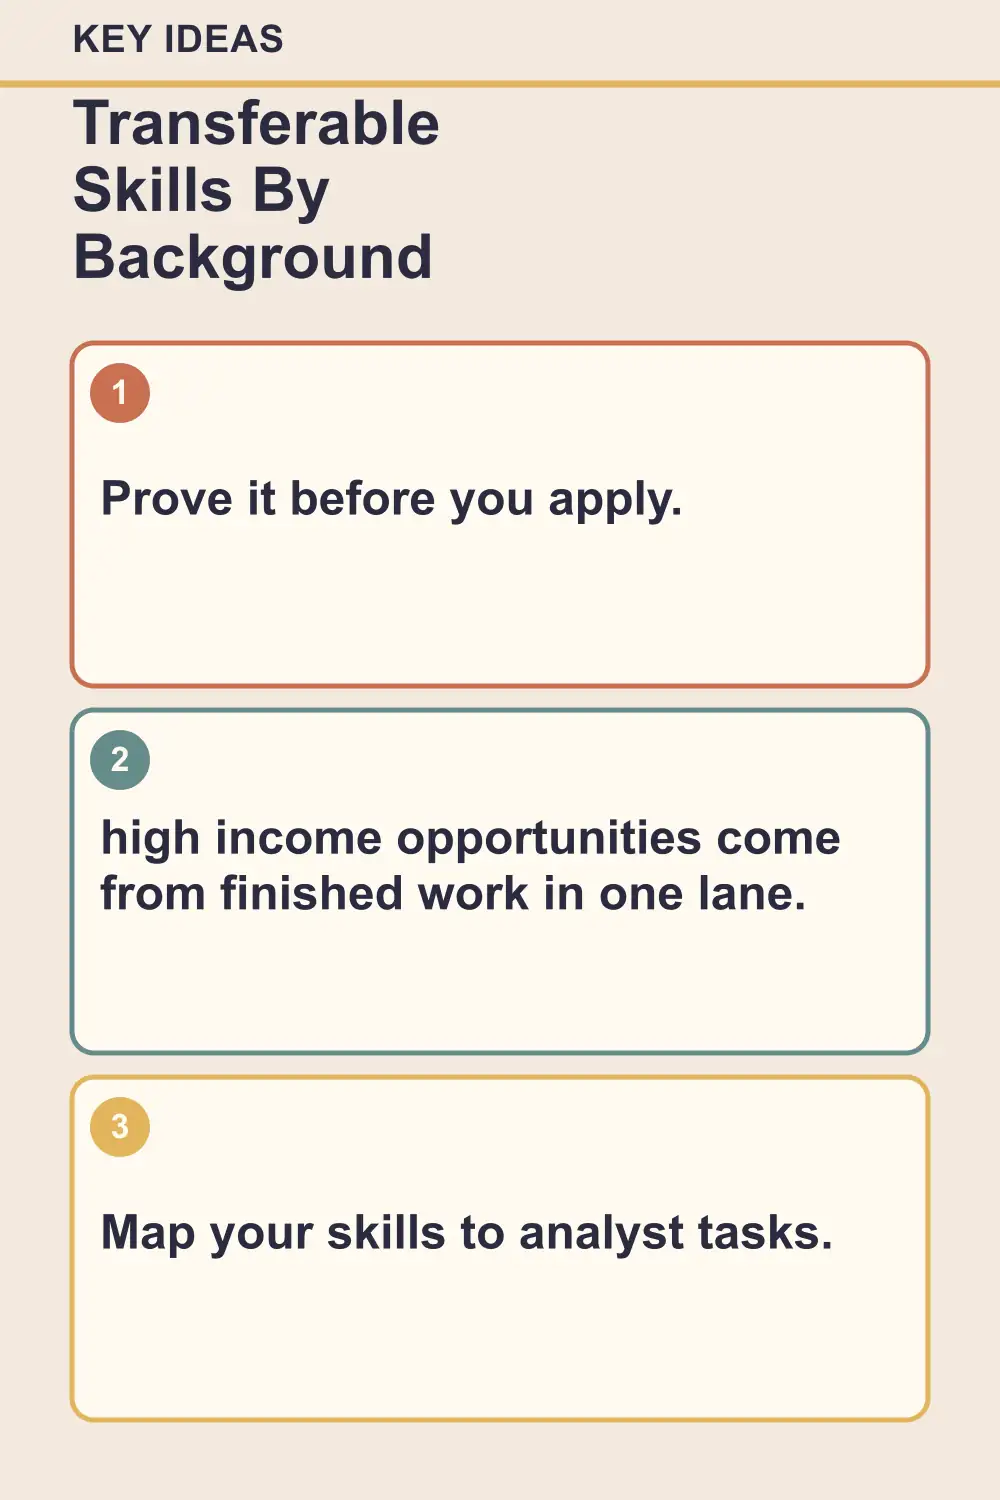 KEY IDEAS
Transferable
Skills By
Background
1
Prove it before you apply.
2
high income opportunities come
from finished work in one lane.
3
Map your skills to analyst tasks.